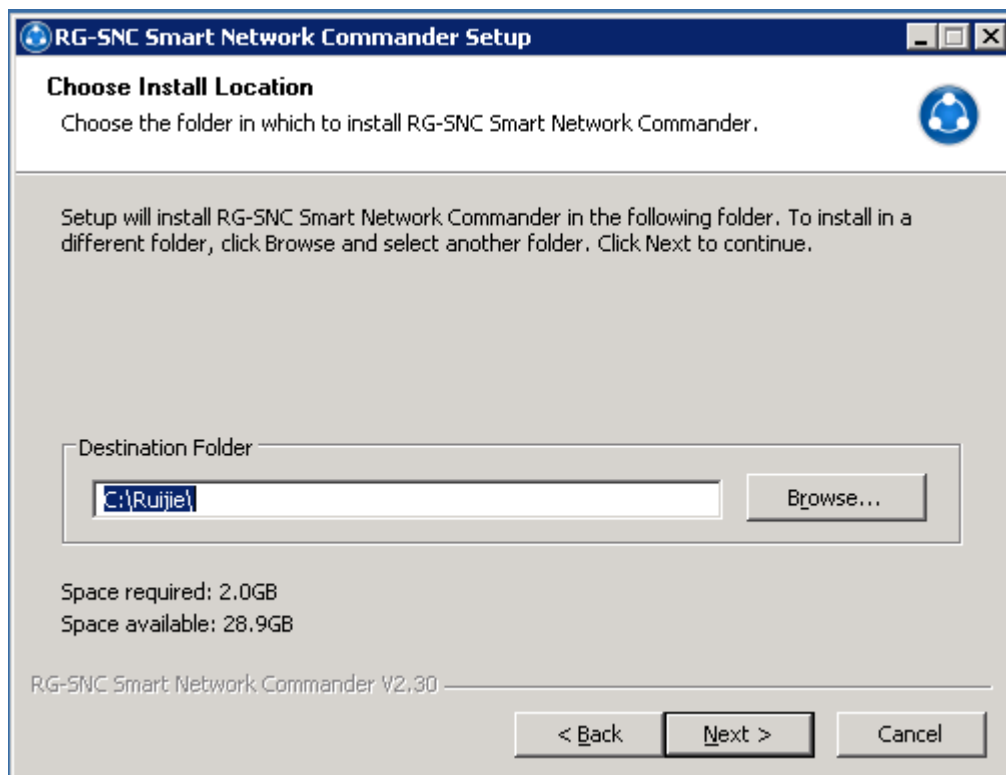 RG-SNC Smart Network Commander Setup
Choose Install Location
Choose the folder in which to install RG-SNC Smart Network Commander.
Setup will install RG-SNC Smart Network Commander in the following folder. To install in a
different folder, click Browse and select another folder. Click Next to continue.
Destination Folder
C:\Ruijie\
Browse...
Space required: 2.0GB
Space available: 28.9GB
RG-SNC Smart Network Commander V2.30
< Back
Next >
Cancel